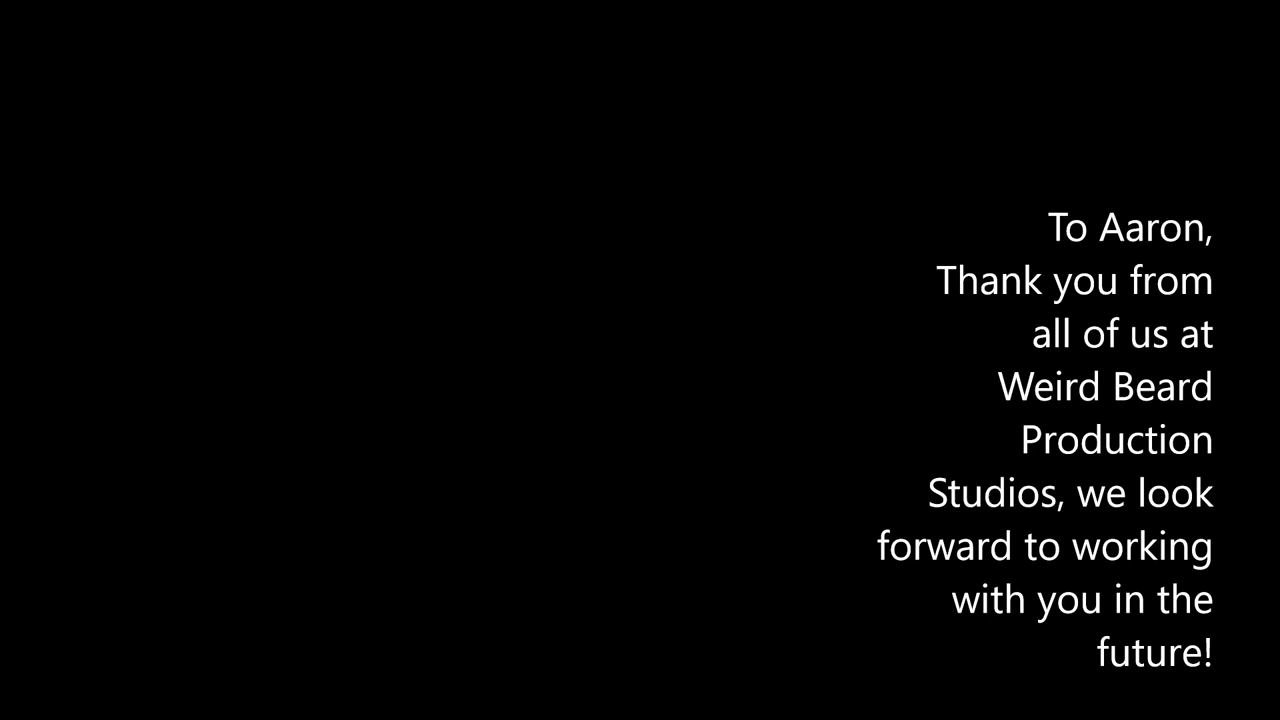 To Aaron,
Thank you from
all of us at
Weird Beard
Production
Studios, we look
forward to working
with you in the
future!